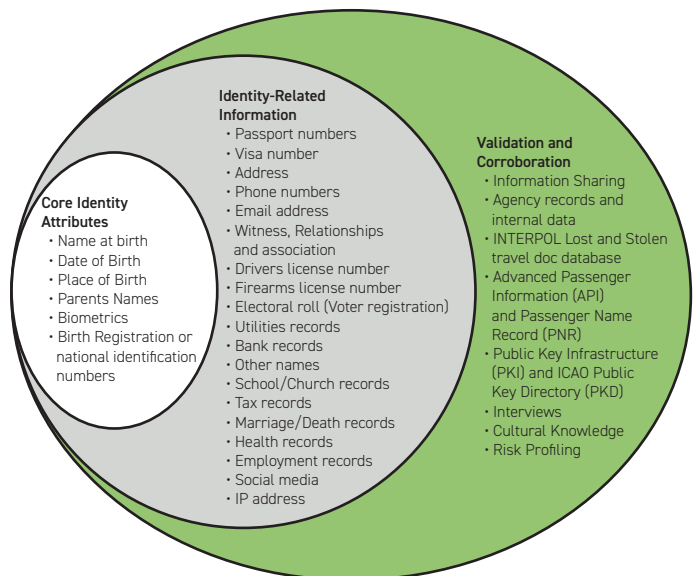 Core Identity
Attributes
• Name at birth
• Date of Birth
• Place of Birth
• Parents Names
• Biometrics
• Birth Registration or
national identification
numbers
Identity-Related
Information
• Passport numbers
• Visa number
• Address
• Phone numbers
• Email address
• Witness, Relationships
and association
• Drivers license number
• Firearms license number
• Electoral roll (Voter registration)
• Utilities records
• Bank records
• Other names
• School/Church records
• Tax records
• Marriage/Death records
• Health records
• Employment records
• Social media
• IP address
Validation and
Corroboration
• Information Sharing
• Agency records and
internal data
• INTERPOL Lost and Stolen
travel doc database
• Advanced Passenger
Information (API)
and Passenger Name
Record (PNR)
• Public Key Infrastructure
(PKI) and ICAO Public
Key Directory (PKD)
• Interviews
• Cultural Knowledge
• Risk Profiling